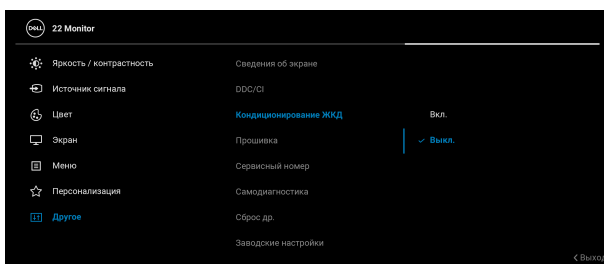 DELL 22 Monitor
Яркость / контрастность
Источник сигнала
Цвет
Экран
Меню
Персонализация
Другое
Сведения об экране
DDC/CI
Кондиционирование ЖКД
Прошивка
Сервисный номер
Самодиагностика
Сброс др.
Заводские настройки
Вкл.
Выкл.
Выход